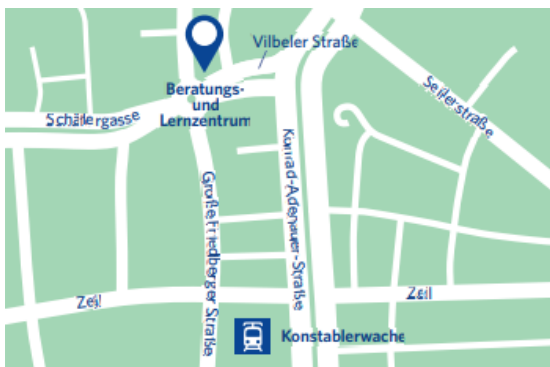 Vilbeler Straße
Seilerstraße
Beratungs-
und
Lernzentrum
Schäfergasse
Konrad-Adenauer-Straße
Große Friedberger Straße
Zeil
Zeil
Konstablerwache